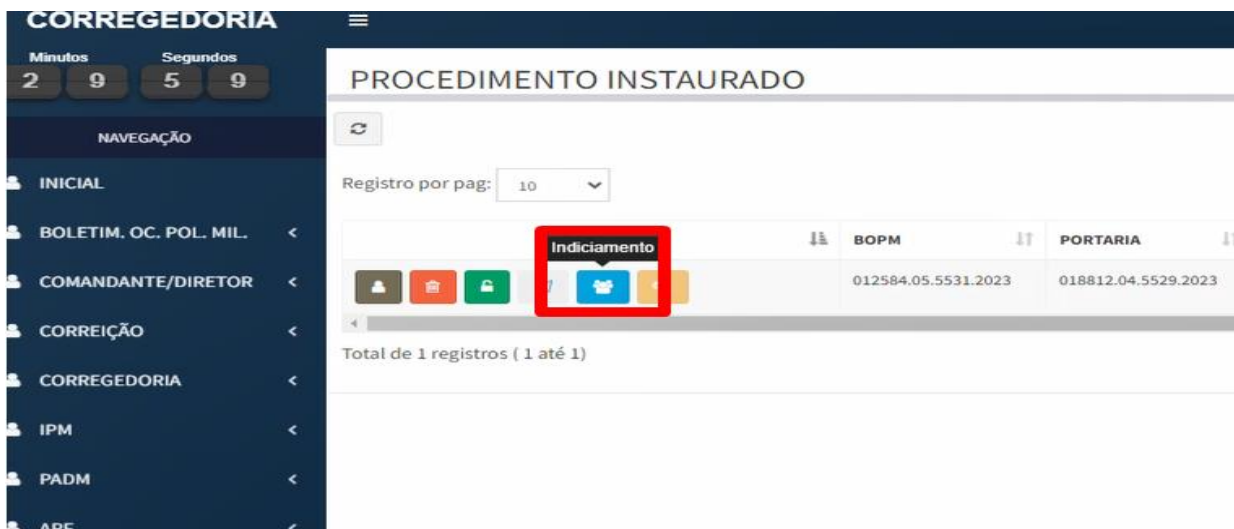 CORREGEDORIA
Minutos Segundos
2 9 5 9
NAVEGAÇÃO
INICIAL
BOLETIM. OC. POL. MIL.
COMANDANTE/DIRETOR
CORREIÇÃO
CORREGEDORIA
IPM
PADM
PROCEDIMENTO INSTAURADO
Registro por pag: 10
Indiciamento
BOPM PORTARIA
012584.05.5531.2023 018812.04.5529.2023
Total de 1 registros ( 1 até 1)